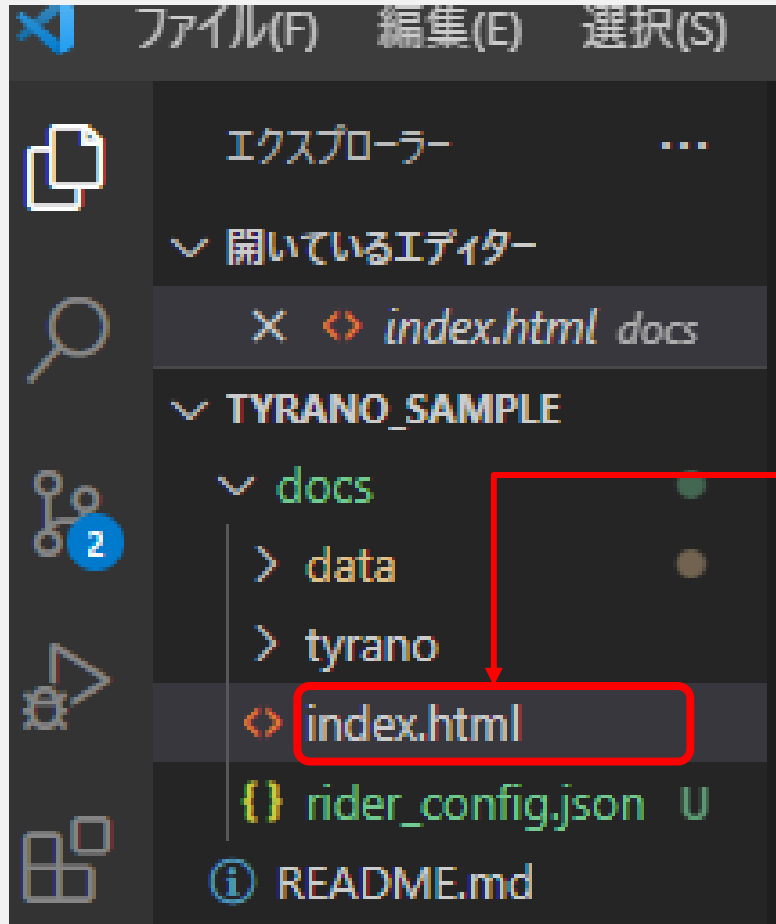 ファイル(F) 編集(E) 選択(S)
エクスプローラー ...
開いているエディター
index.html docs
TYRANO_SAMPLE
docs
data
tyrano
index.html
2
rider_config.json U
README.md